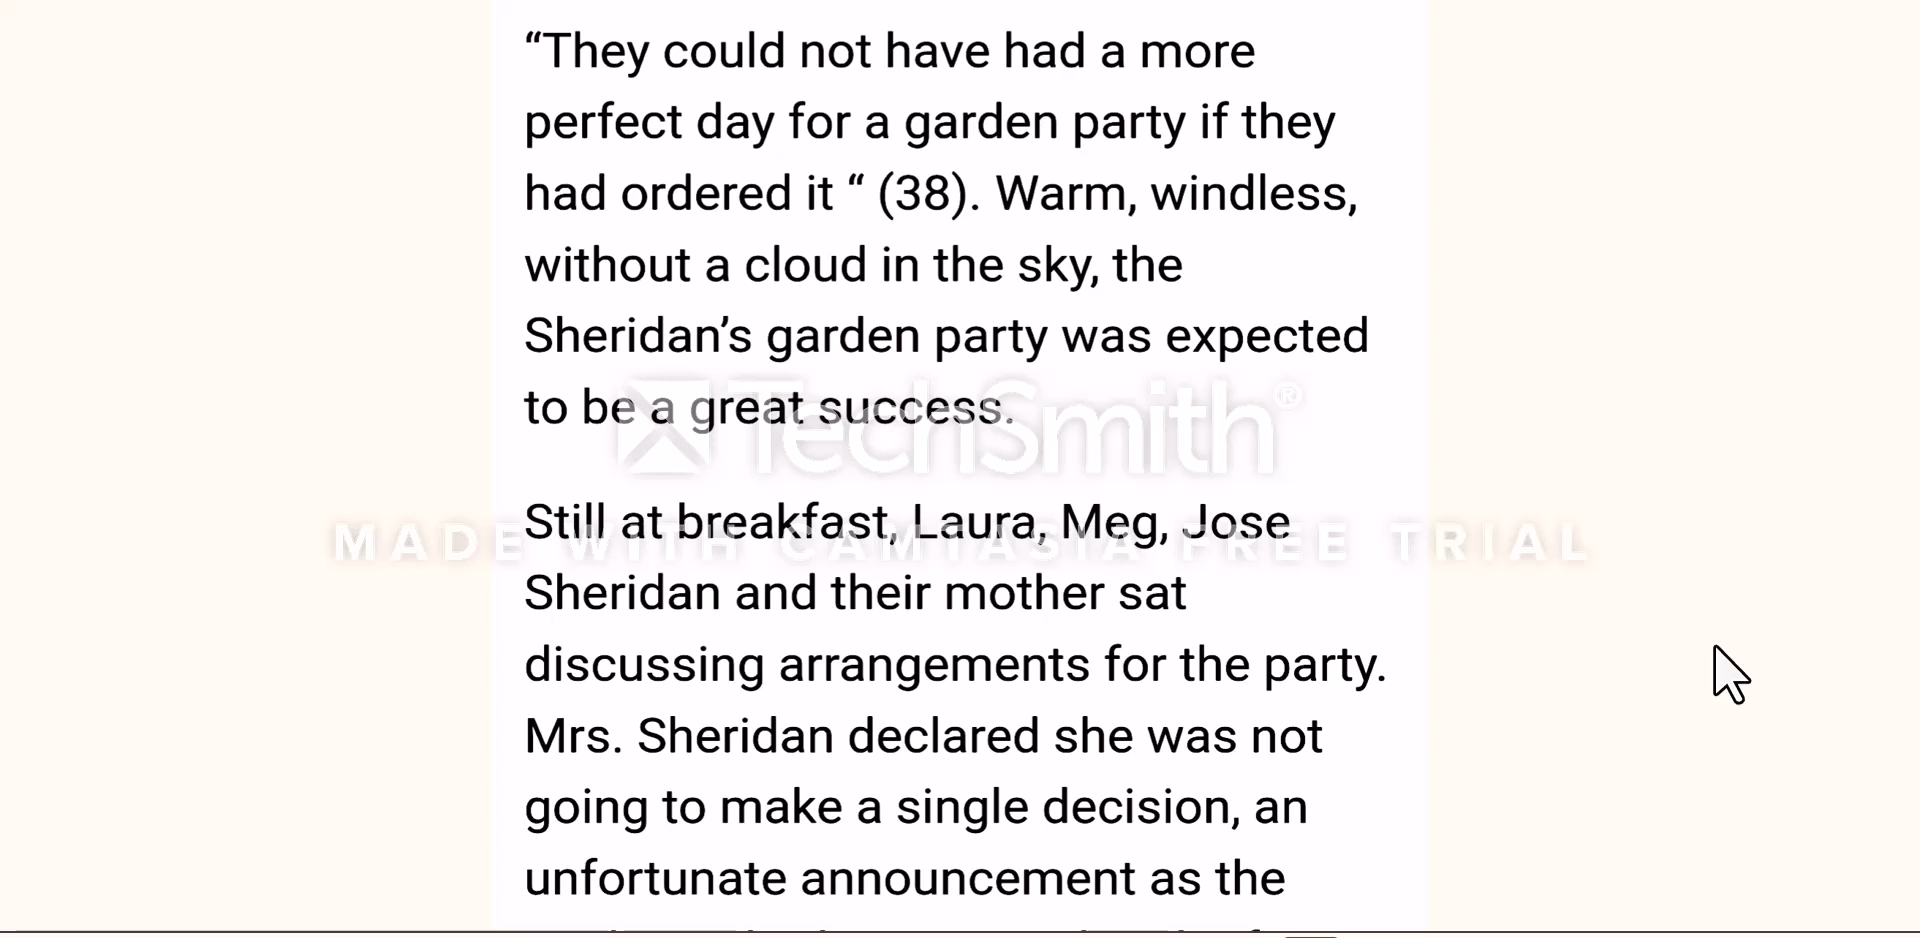 “They could not have had a more
perfect day for a garden party if they
had ordered it “ (38). Warm, windless,
without a cloud in the sky, the
Sheridan’s garden party was expected
to be a great success.
TechSmith®
Still at breakfast, Laura, Meg, Jose
MADE WITH CAMTASIA FREE TRIAL
Sheridan and their mother sat
discussing arrangements for the party.
Mrs. Sheridan declared she was not
going to make a single decision, an
unfortunate announcement as the